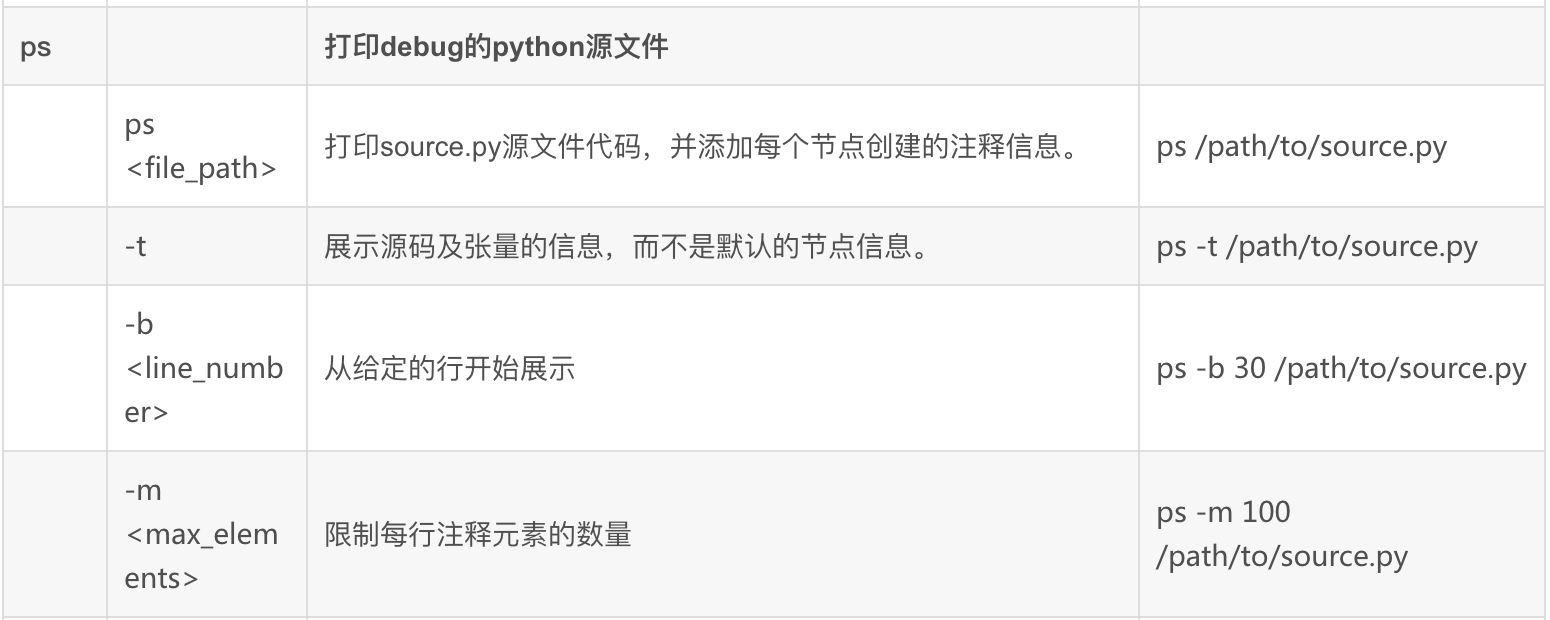 ps
打印debug的python源文件
ps
<file_path>
打印source.py源文件代码，并添加每个节点创建的注释信息。
ps /path/to/source.py
-t
展示源码及张量的信息，而不是默认的节点信息。
ps -t /path/to/source.py
-b
<line_numb
er>
从给定的行开始展示
ps -b 30 /path/to/source.py
-m
<max_elem
ents>
限制每行注释元素的数量
ps -m 100
/path/to/source.py